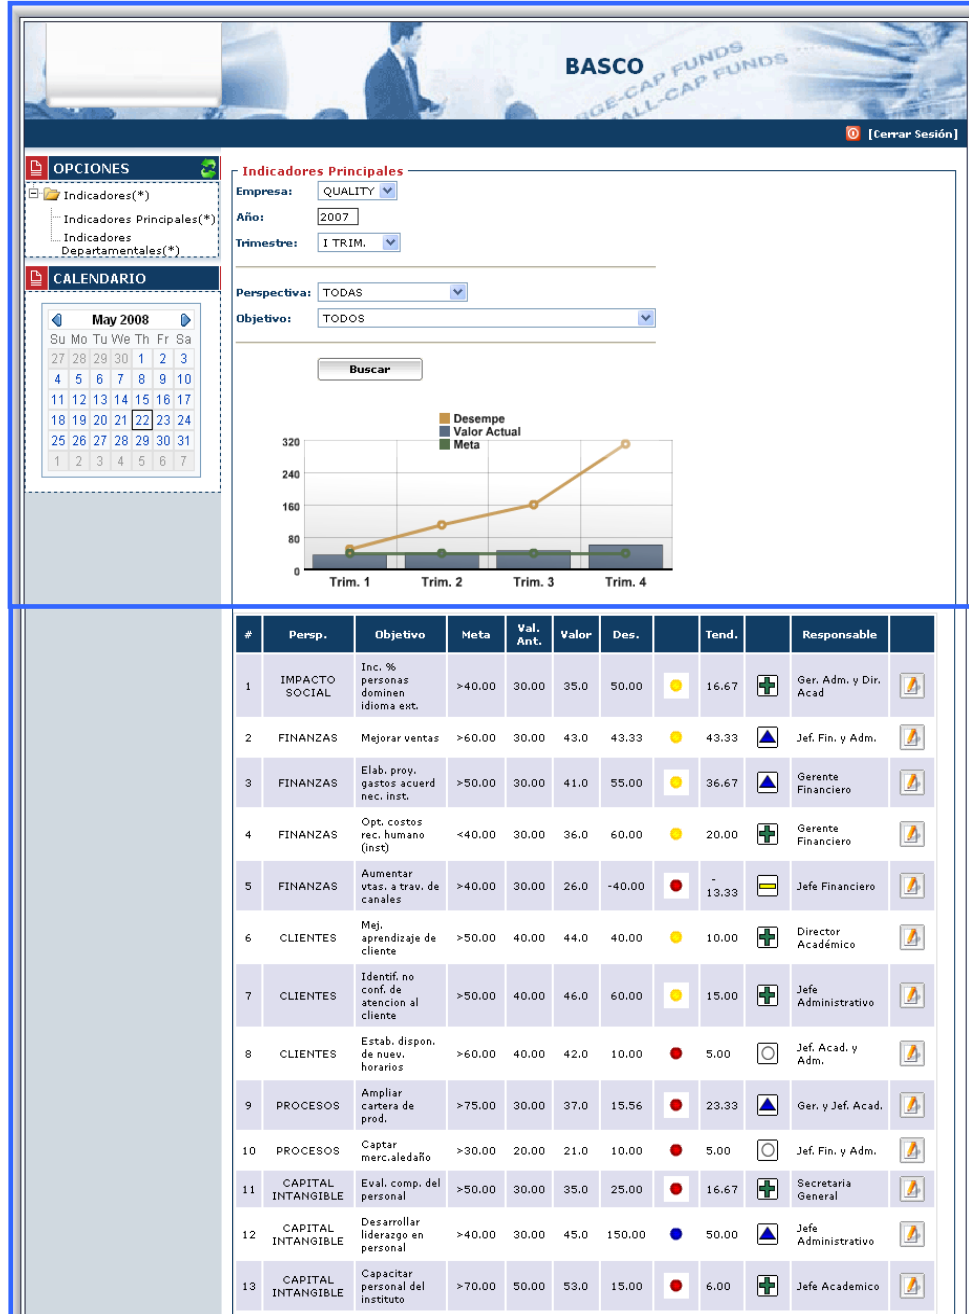 BASCO
RGE-CAP FUNDS
ALL-CAP FUNDS
[Cerrar Sesión]
OPCIONES
Indicadores(*)
Indicadores Principales(*)
Indicadores
Departamentales(*)
CALENDARIO
May 2008
Su Mo Tu We Th Fr Sa
27 28 29 30 1 2 3
4 5 6 7 8 9 10
11 12 13 14 15 16 17
18 19 20 21 22 23 24
25 26 27 28 29 30 31
1 2 3 4 5 6 7
Indicadores Principales
Empresa: QUALITY
Año: 2007
Trimestre: I TRIM.
Perspectiva: TODAS
Objetivo: TODOS
Buscar
Desempe
Valor Actual
Meta
320
240
160
80
0
Trim. 1 Trim. 2 Trim. 3 Trim. 4
# Persp. Objetivo Meta Val. Ant. Valor Des. Tend. Responsable
1 IMPACTO SOCIAL Inc. % personas dominen idioma ext. >40.00 30.00 35.0 50.00 16.67 Ger. Adm. y Dir. Acad
2 FINANZAS Mejorar ventas >60.00 30.00 43.0 43.33 43.33 Jef. Fin. y Adm.
3 FINANZAS Elab. proy. gastos acuerd nec. inst. >50.00 30.00 41.0 55.00 36.67 Gerente Financiero
4 FINANZAS Opt. costos rec. humano (inst) <40.00 30.00 36.0 60.00 20.00 Gerente Financiero
5 FINANZAS Aumentar vtas. a trav. de canales >40.00 30.00 26.0 -40.00 -13.33 Jefe Financiero
6 CLIENTES Mej. aprendizaje de cliente >50.00 40.00 44.0 40.00 10.00 Director Académico
7 CLIENTES Identif. no conf. de atencion al cliente >50.00 40.00 46.0 60.00 15.00 Jefe Administrativo
8 CLIENTES Estab. dispon. de nuev. horarios >60.00 40.00 42.0 10.00 5.00 Jef. Acad. y Adm.
9 PROCESOS Ampliar cartera de prod. >75.00 30.00 37.0 15.56 23.33 Ger. y Jef. Acad.
10 PROCESOS Captar merc.aledaño >30.00 20.00 21.0 10.00 5.00 Jef. Fin. y Adm.
11 CAPITAL INTANGIBLE Eval. comp. del personal >50.00 30.00 35.0 25.00 16.67 Secretaria General
12 CAPITAL INTANGIBLE Desarrollar liderazgo en personal >40.00 30.00 45.0 150.00 50.00 Jefe Administrativo
13 CAPITAL INTANGIBLE Capacitar personal del instituto >70.00 50.00 53.0 15.00 6.00 Jefe Academico